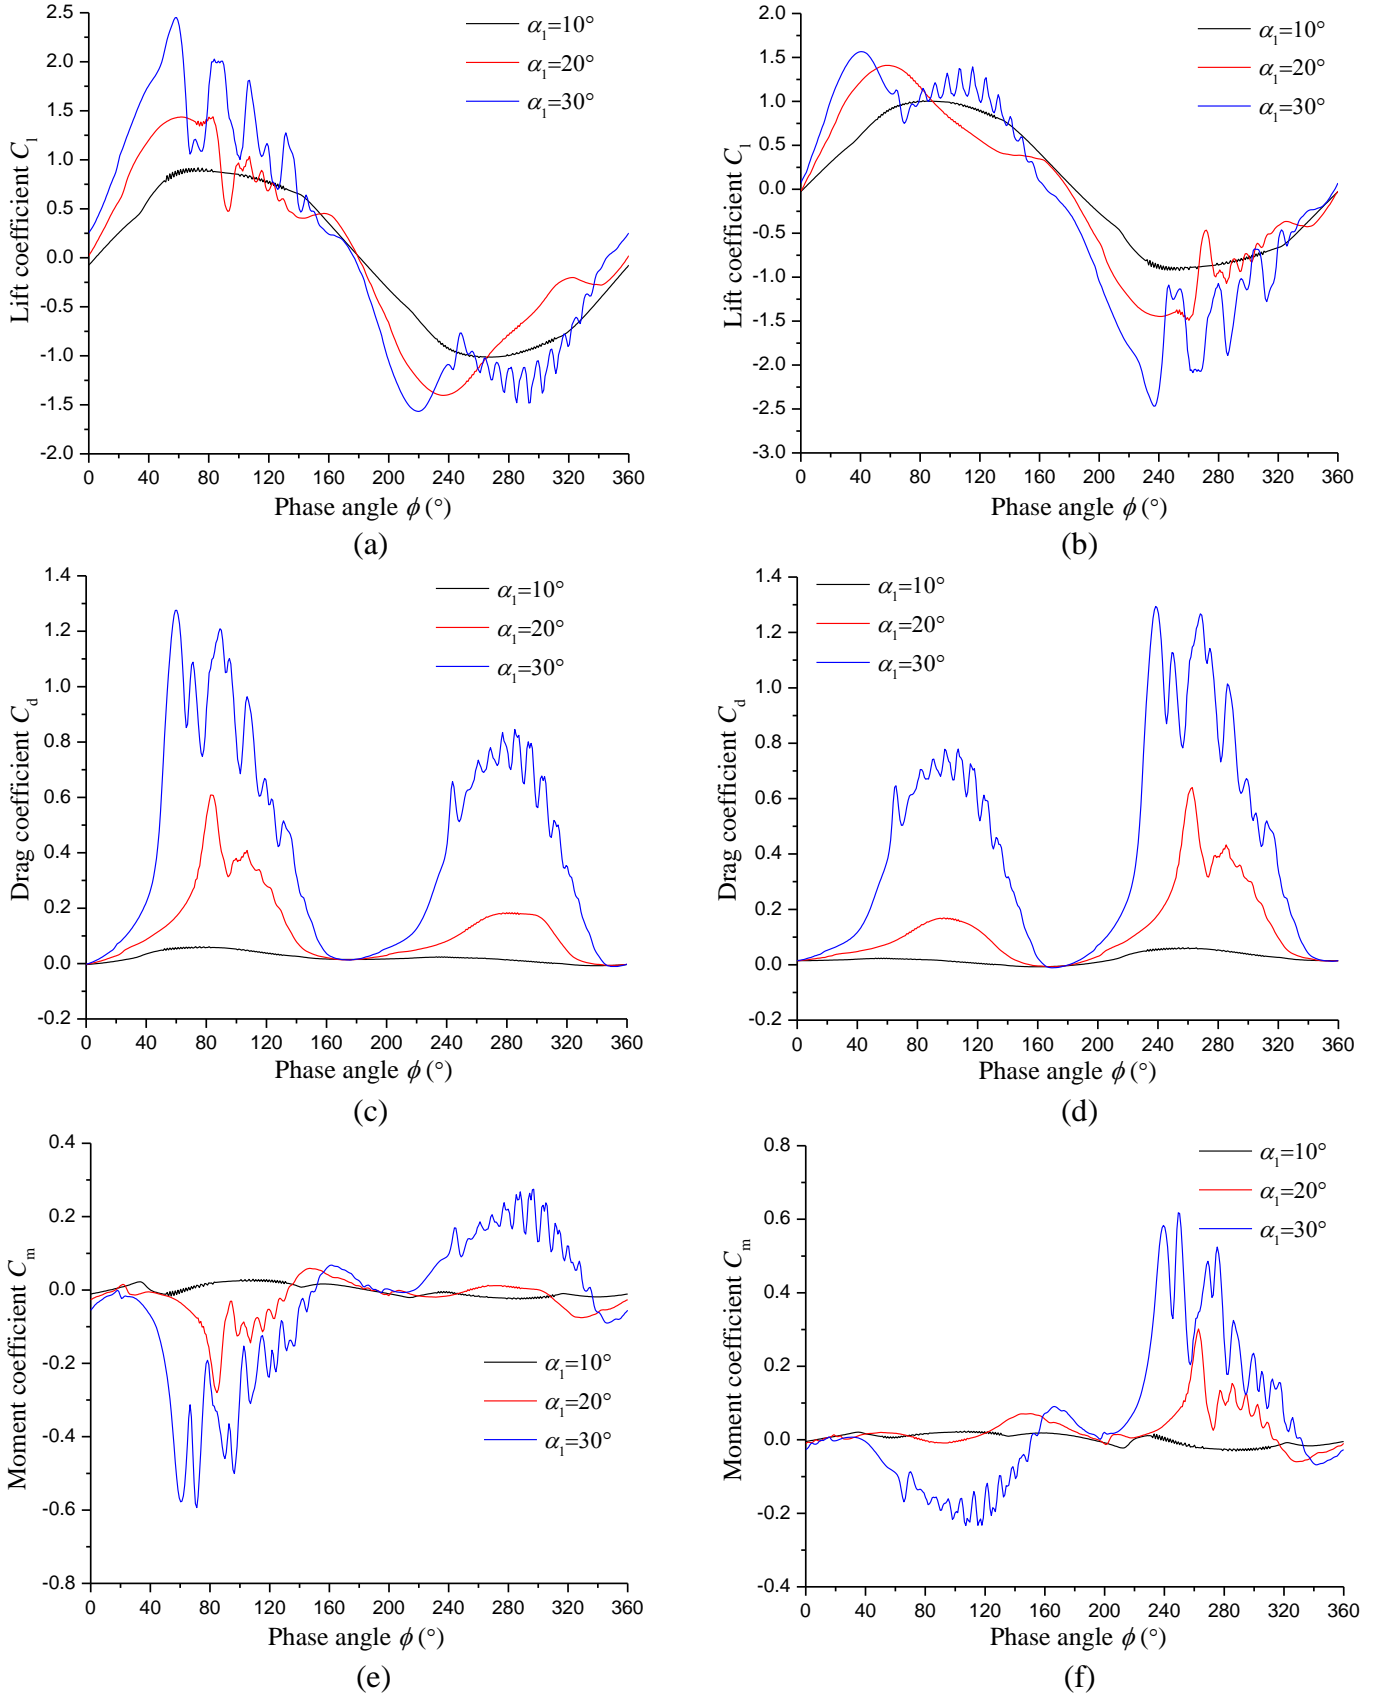 2.5
2.0
1.5
1.0
0.5
0.0
-0.5
-1.0
-1.5
-2.0
Lift coefficient C_l
α_1=10°
α_1=20°
α_1=30°
0 40 80 120 160 200 240 280 320 360
Phase angle ϕ (°)
(a)
2.0
1.5
1.0
0.5
0.0
-0.5
-1.0
-1.5
-2.0
-2.5
-3.0
Lift coefficient C_l
α_1=10°
α_1=20°
α_1=30°
0 40 80 120 160 200 240 280 320 360
Phase angle ϕ (°)
(b)
1.4
1.2
1.0
0.8
0.6
0.4
0.2
0.0
-0.2
Drag coefficient C_d
α_1=10°
α_1=20°
α_1=30°
0 40 80 120 160 200 240 280 320 360
Phase angle ϕ (°)
(c)
1.4
1.2
1.0
0.8
0.6
0.4
0.2
0.0
-0.2
Drag coefficient C_d
α_1=10°
α_1=20°
α_1=30°
0 40 80 120 160 200 240 280 320 360
Phase angle ϕ (°)
(d)
0.4
0.2
0.0
-0.2
-0.4
-0.6
-0.8
Moment coefficient C_m
α_1=10°
α_1=20°
α_1=30°
0 40 80 120 160 200 240 280 320 360
Phase angle ϕ (°)
(e)
0.8
0.6
0.4
0.2
0.0
-0.2
-0.4
Moment coefficient C_m
α_1=10°
α_1=20°
α_1=30°
0 40 80 120 160 200 240 280 320 360
Phase angle ϕ (°)
(f)